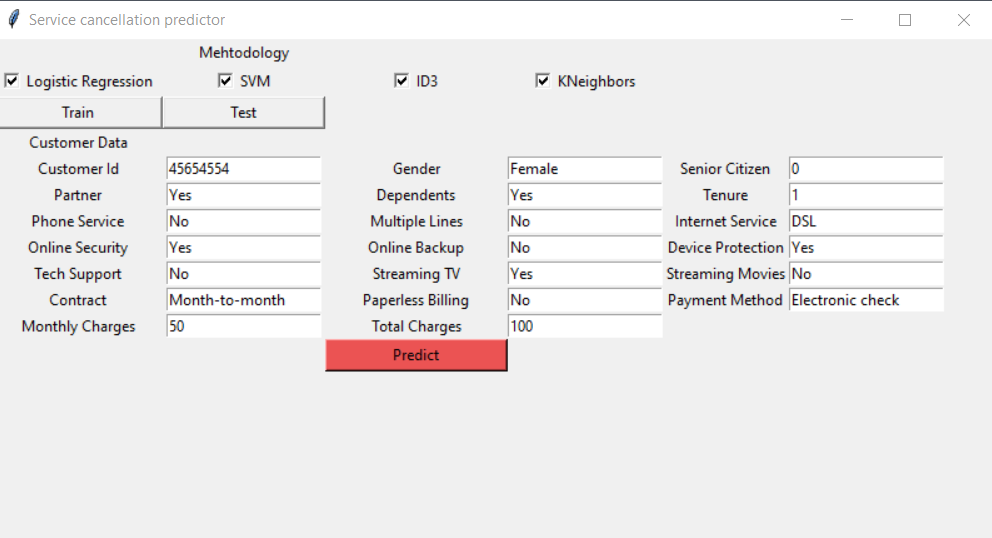 Service cancellation predictor
Mehtodology
Logistic Regression SVM ID3 KNeighbors
Train Test
Customer Data
Customer Id 45654554 Gender Female Senior Citizen 0
Partner Yes Dependents Yes Tenure 1
Phone Service No Multiple Lines No Internet Service DSL
Online Security Yes Online Backup No Device Protection Yes
Tech Support No Streaming TV Yes Streaming Movies No
Contract Month-to-month Paperless Billing No Payment Method Electronic check
Monthly Charges 50 Total Charges 100
Predict